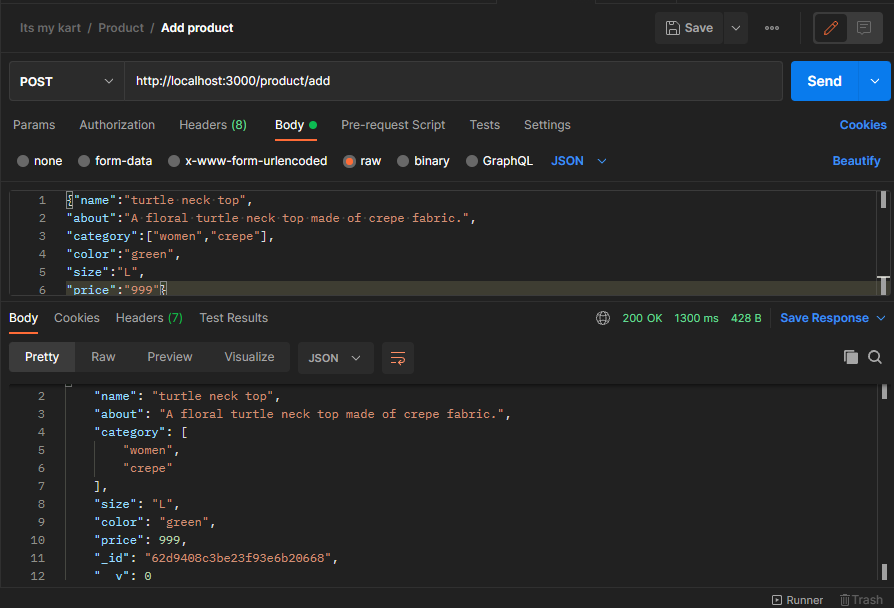 Its my kart / Product / Add product
Save
POST http://localhost:3000/product/add Send
Params Authorization Headers (8) Body Pre-request Script Tests Settings Cookies
none form-data x-www-form-urlencoded raw binary GraphQL JSON Beautify
1 {"name":"turtle neck top",
2 "about":"A floral turtle neck top made of crepe fabric.",
3 "category":["women","crepe"],
4 "color":"green",
5 "size":"L",
6 "price":"999"}
Body Cookies Headers (7) Test Results 200 OK 1300 ms 428 B Save Response
Pretty Raw Preview Visualize JSON
2 "name": "turtle neck top",
3 "about": "A floral turtle neck top made of crepe fabric.",
4 "category": [
5 "women",
6 "crepe"
7 ],
8 "size": "L",
9 "color": "green",
10 "price": 999,
11 "_id": "62d9408c3be23f93e6b20668",
12 "__v": 0
Runner Trash